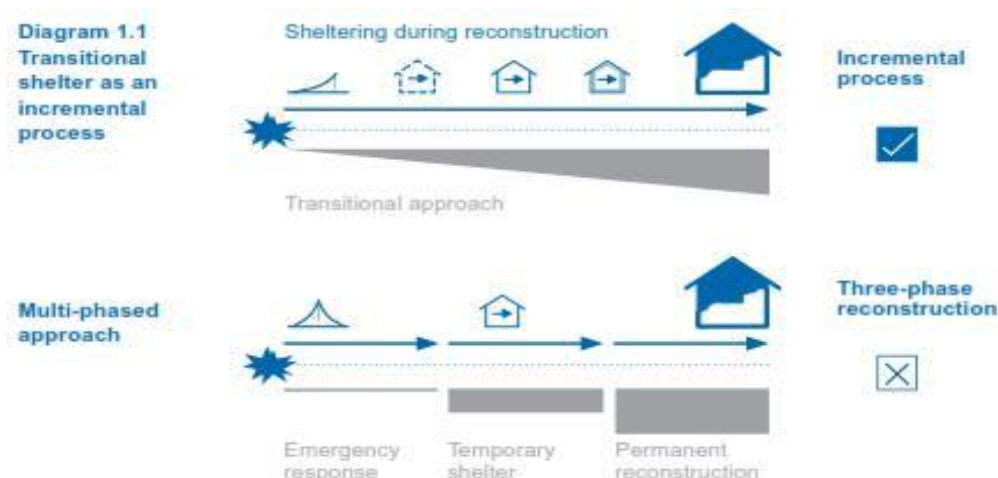 Diagram 1.1
Transitional
shelter as an
incremental
process
Sheltering during reconstruction
Incremental
process
Transitional approach
Multi-phased
approach
Three-phase
reconstruction
Emergency
response
Temporary
shelter
Permanent
reconstruction